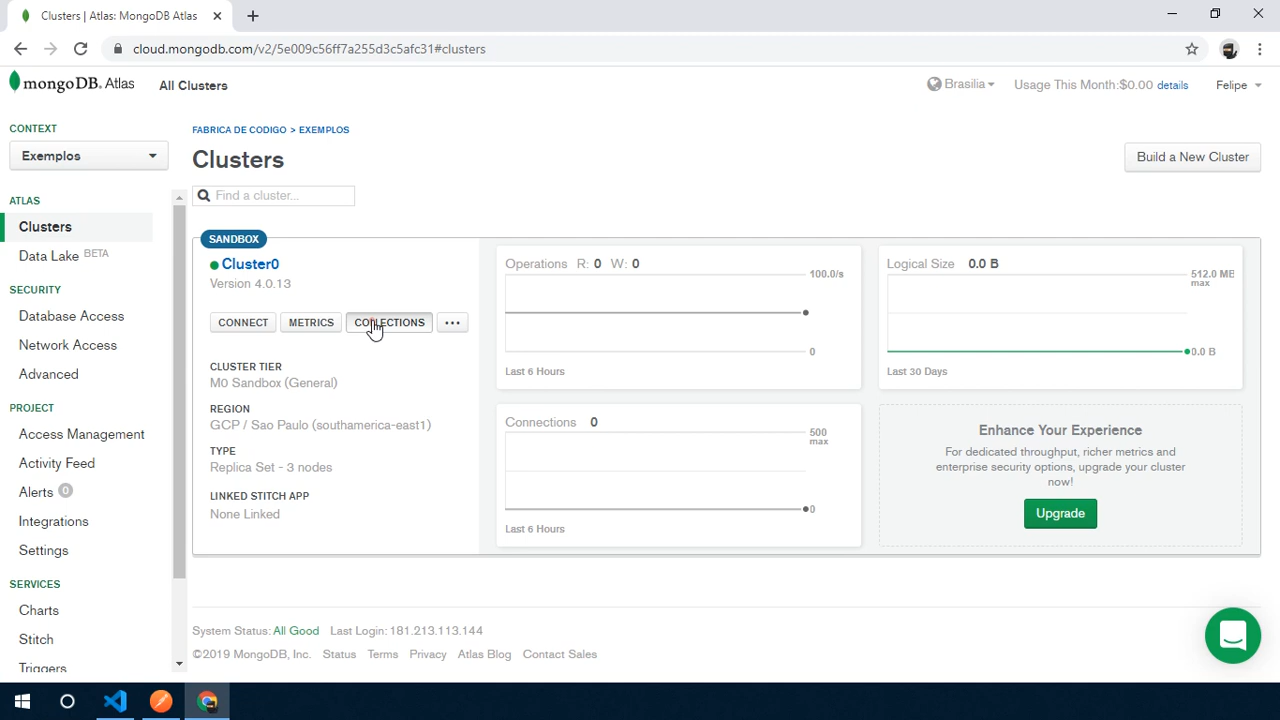 Clusters | Atlas: MongoDB Atlas
cloud.mongodb.com/v2/5e009c56ff7a255d3c5afc31#clusters
mongoDB. Atlas
All Clusters
Brasilia
Usage This Month:$0.00 details
Felipe
CONTEXT
Exemplos
ATLAS
Clusters
Data Lake BETA
SECURITY
Database Access
Network Access
Advanced
PROJECT
Access Management
Activity Feed
Alerts 0
Integrations
Settings
SERVICES
Charts
Stitch
Triggers
FABRICA DE CODIGO > EXEMPLOS
Clusters
Build a New Cluster
Find a cluster...
SANDBOX
Cluster0
Version 4.0.13
CONNECT
METRICS
COLLECTIONS
...
CLUSTER TIER
M0 Sandbox (General)
REGION
GCP / Sao Paulo (southamerica-east1)
TYPE
Replica Set - 3 nodes
LINKED STITCH APP
None Linked
Operations R: 0 W: 0
100.0/s
0
Last 6 Hours
Logical Size 0.0 B
512.0 MB
max
0.0 B
Last 30 Days
Connections 0
500
max
0
Last 6 Hours
Enhance Your Experience
For dedicated throughput, richer metrics and
enterprise security options, upgrade your cluster
now!
Upgrade
System Status: All Good Last Login: 181.213.113.144
©2019 MongoDB, Inc. Status Terms Privacy Atlas Blog Contact Sales